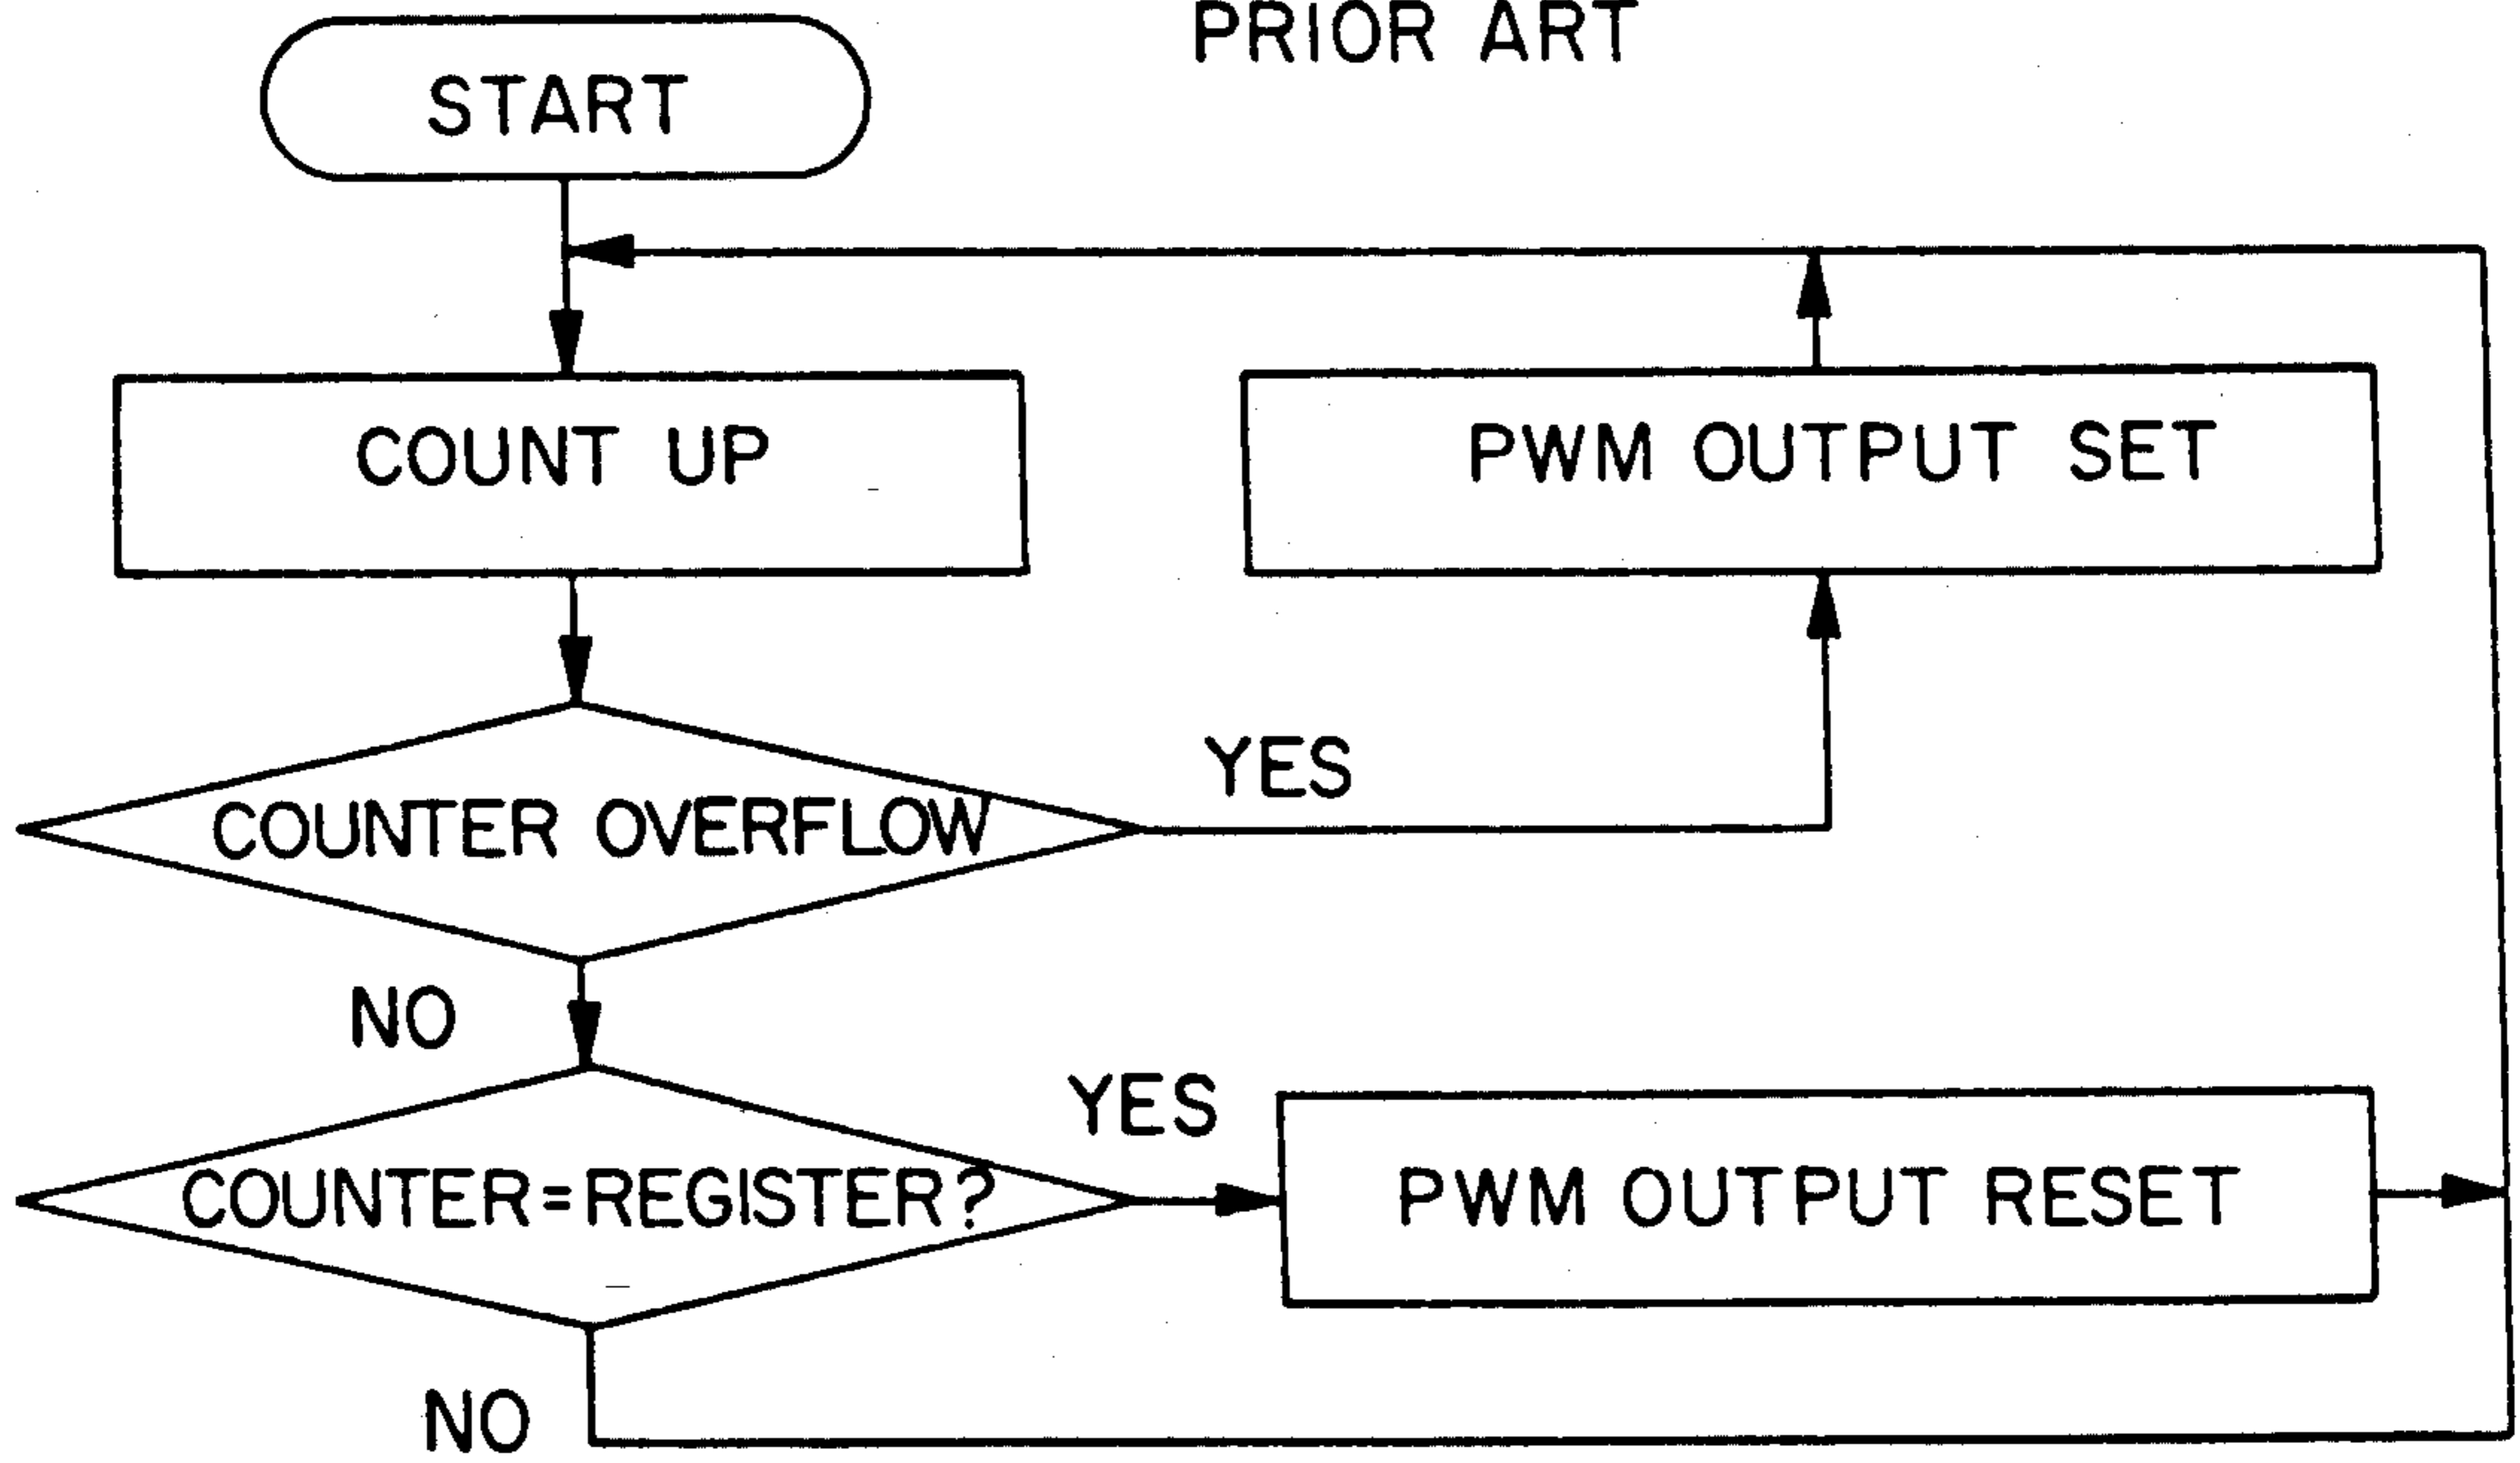 PRIOR ART
START
COUNT UP
PWM OUTPUT SET
YES
COUNTER OVERFLOW
NO
YES
COUNTER=REGISTER?
PWM OUTPUT RESET
NO